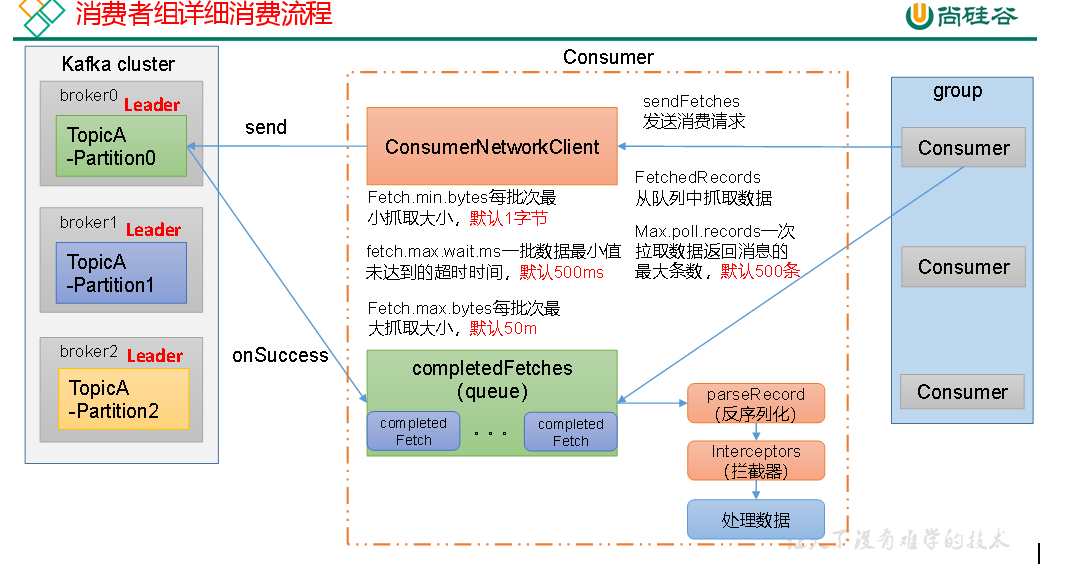 消费者组详细消费流程
尚硅谷
Kafka cluster
broker0
Leader
TopicA
-Partition0
broker1
Leader
TopicA
-Partition1
broker2
Leader
TopicA
-Partition2
send
onSuccess
Consumer
ConsumerNetworkClient
Fetch.min.bytes每批次最
小抓取大小，默认1字节
fetch.max.wait.ms一批数据最小值
未达到的超时时间，默认500ms
Fetch.max.bytes每批次最
大抓取大小，默认50m
completedFetches
(queue)
completed
Fetch
. . .
completed
Fetch
sendFetches
发送消费请求
FetchedRecords
从队列中抓取数据
Max.poll.records一次
拉取数据返回消息的
最大条数，默认500条
parseRecord
(反序列化)
Interceptors
(拦截器)
处理数据
group
Consumer
Consumer
Consumer
让天下没有难学的技术